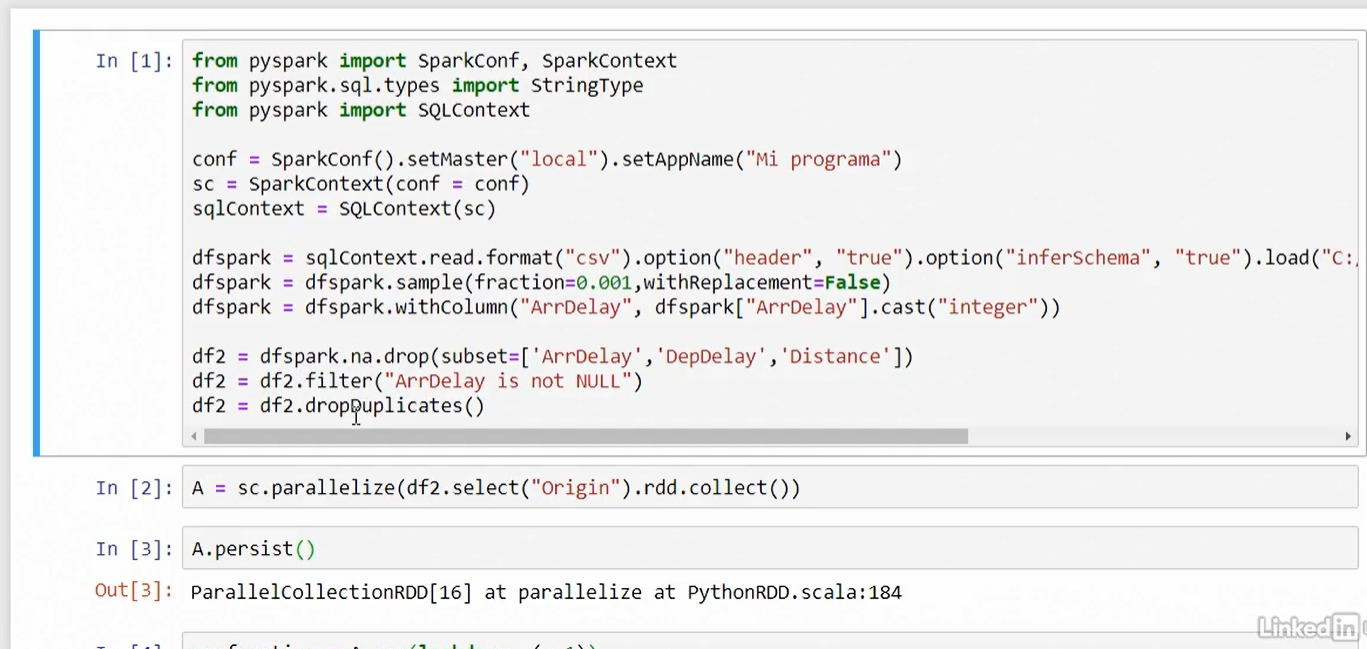 In [1]: from pyspark import SparkConf, SparkContext
from pyspark.sql.types import StringType
from pyspark import SQLContext
conf = SparkConf().setMaster("local").setAppName("Mi programa")
sc = SparkContext(conf = conf)
sqlContext = SQLContext(sc)
dfspark = sqlContext.read.format("csv").option("header", "true").option("inferSchema", "true").load("C:/
dfspark = dfspark.sample(fraction=0.001,withReplacement=False)
dfspark = dfspark.withColumn("ArrDelay", dfspark["ArrDelay"].cast("integer"))
df2 = dfspark.na.drop(subset=['ArrDelay','DepDelay','Distance'])
df2 = df2.filter("ArrDelay is not NULL")
df2 = df2.dropDuplicates()
In [2]: A = sc.parallelize(df2.select("Origin").rdd.collect())
In [3]: A.persist()
Out[3]: ParallelCollectionRDD[16] at parallelize at PythonRDD.scala:184
LinkedIn